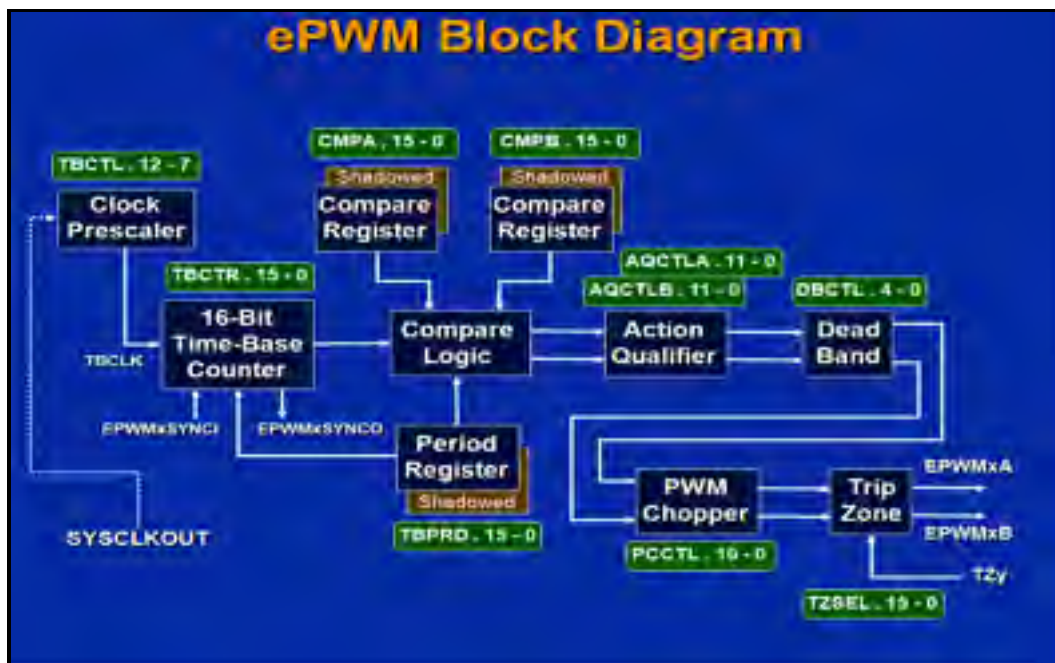 ePWM Block Diagram
CMPA . 15 - 0
CMPB . 15 - 0
TBCTL . 12 - 7
Shadowed
Shadowed
Clock
Prescaler
Compare
Register
Compare
Register
TBCTR . 15 - 0
AQCTLA . 11 - 0
AQCTLB . 11 - 0
DBCTL . 4 - 0
16-Bit
Time-Base
Counter
Compare
Logic
Action
Qualifier
Dead
Band
TBCLK
EPWMxSYNCI
EPWMxSYNCO
Period
Register
Shadowed
TBPRD . 15 - 0
SYSCLKOUT
PWM
Chopper
Trip
Zone
EPWMxA
EPWMxB
PCCTL . 10 - 0
TZy
TZSEL . 15 - 0